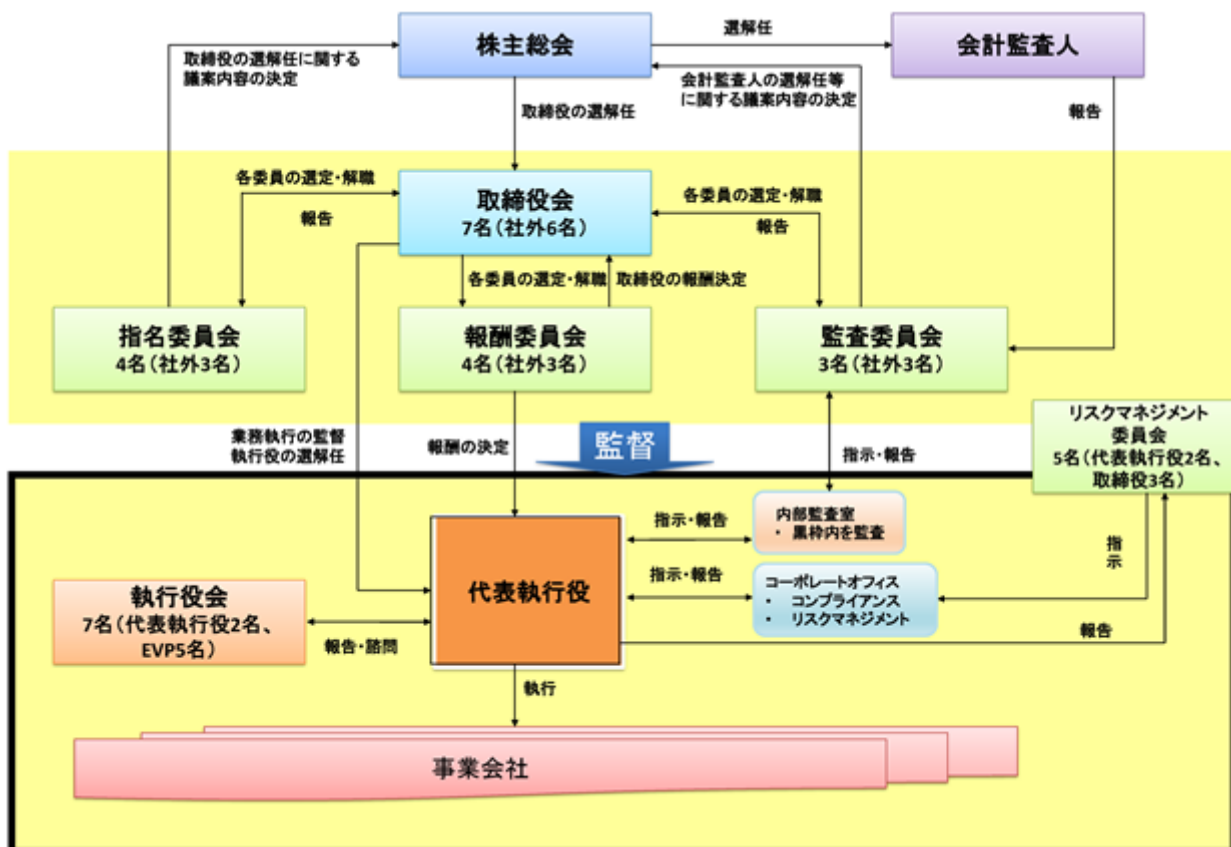 株主総会
選解任
会計監査人
取締役の選解任に関する
議案内容の決定
会計監査人の選解任等
に関する議案内容の決定
取締役の選解任
報告
各委員の選定・解職
報告
取締役会
7名(社外6名)
各委員の選定・解職
報告
各委員の選定・解職
取締役の報酬決定
指名委員会
4名(社外3名)
報酬委員会
4名(社外3名)
監査委員会
3名(社外3名)
リスクマネジメント
委員会
5名(代表執行役2名、
取締役3名)
業務執行の監督
執行役の選解任
報酬の決定
監督
指示・報告
内部監査室
・ 黒枠内を監査
指示・報告
指示
代表執行役
指示・報告
コーポレートオフィス
・ コンプライアンス
・ リスクマネジメント
執行役会
7名(代表執行役2名、
EVP5名)
報告・諮問
報告
執行
事業会社